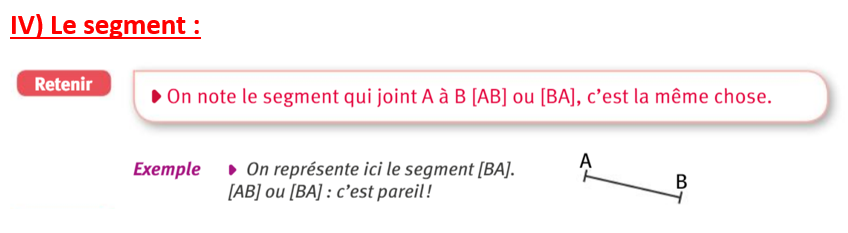 IV) Le segment :
Retenir
On note le segment qui joint A à B [AB] ou [BA], c’est la même chose.
Exemple On représente ici le segment [BA].
[AB] ou [BA] : c’est pareil !
A
B